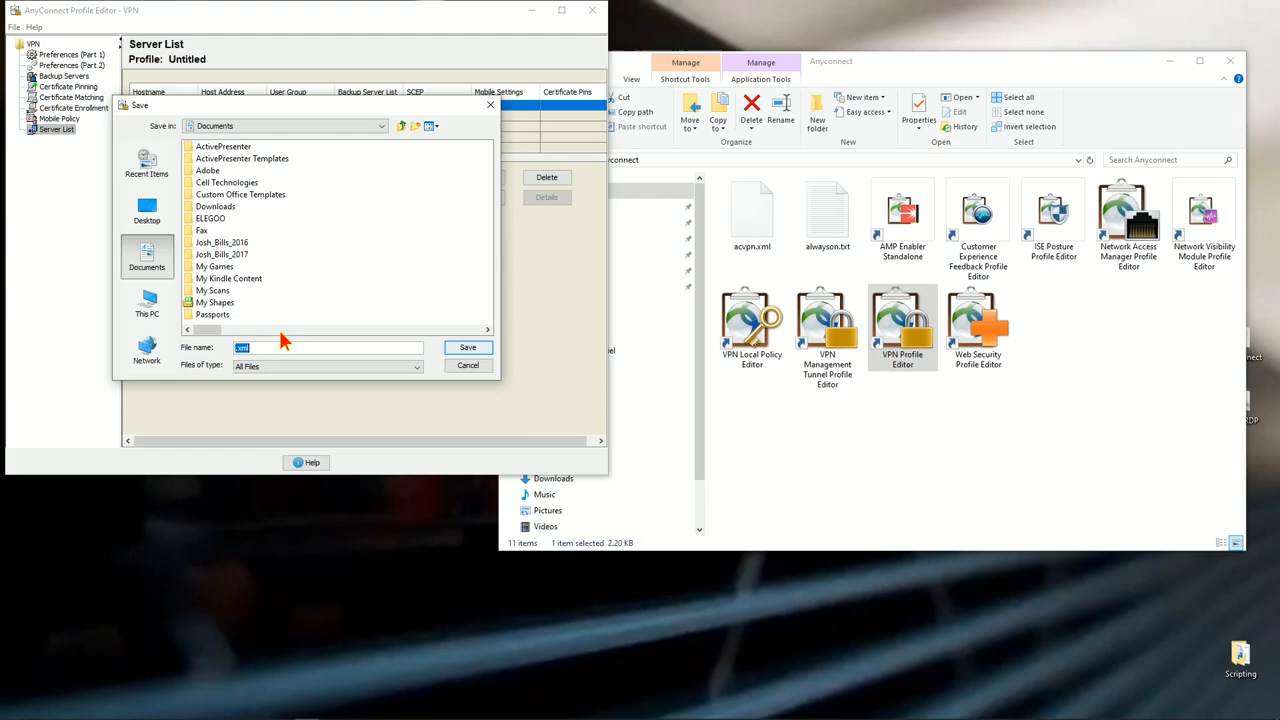 AnyConnect Profile Editor - VPN
File Help
VPN
Preferences (Part 1)
Preferences (Part 2)
Backup Servers
Certificate Pinning
Certificate Matching
Certificate Enrollment
Mobile Policy
Server List
Server List
Profile: Untitled
Hostname Host Address User Group Backup Server List SCEP Mobile Settings Certificate Pins
Delete
Details
Help
Save
Save in: Documents
Recent Items
Desktop
Documents
This PC
Network
ActivePresenter
ActivePresenter Templates
Adobe
Cell Technologies
Custom Office Templates
Downloads
ELEGOO
Fax
Josh_Bills_2016
Josh_Bills_2017
My Games
My Kindle Content
My Scans
My Shapes
Passports
File name: .xml
Save
Files of type: All Files
Cancel
Manage Manage Anyconnect
View Shortcut Tools Application Tools
Cut
Copy path
Paste shortcut
Move to
Copy to
Delete
Rename
Organize
New folder
New item
Easy access
New
Properties
Open
Edit
History
Open
Select all
Select none
Invert selection
Select
Search Anyconnect
acvpn.xml
alwayson.txt
AMP Enabler
Standalone
Customer
Experience
Feedback Profile
Editor
ISE Posture
Profile Editor
Network Access
Manager Profile
Editor
Network Visibility
Module Profile
Editor
VPN Local Policy
Editor
VPN
Management
Tunnel Profile
Editor
VPN Profile
Editor
Web Security
Profile Editor
Downloads
Music
Pictures
Videos
11 items 1 item selected 2.20 KB
Scripting